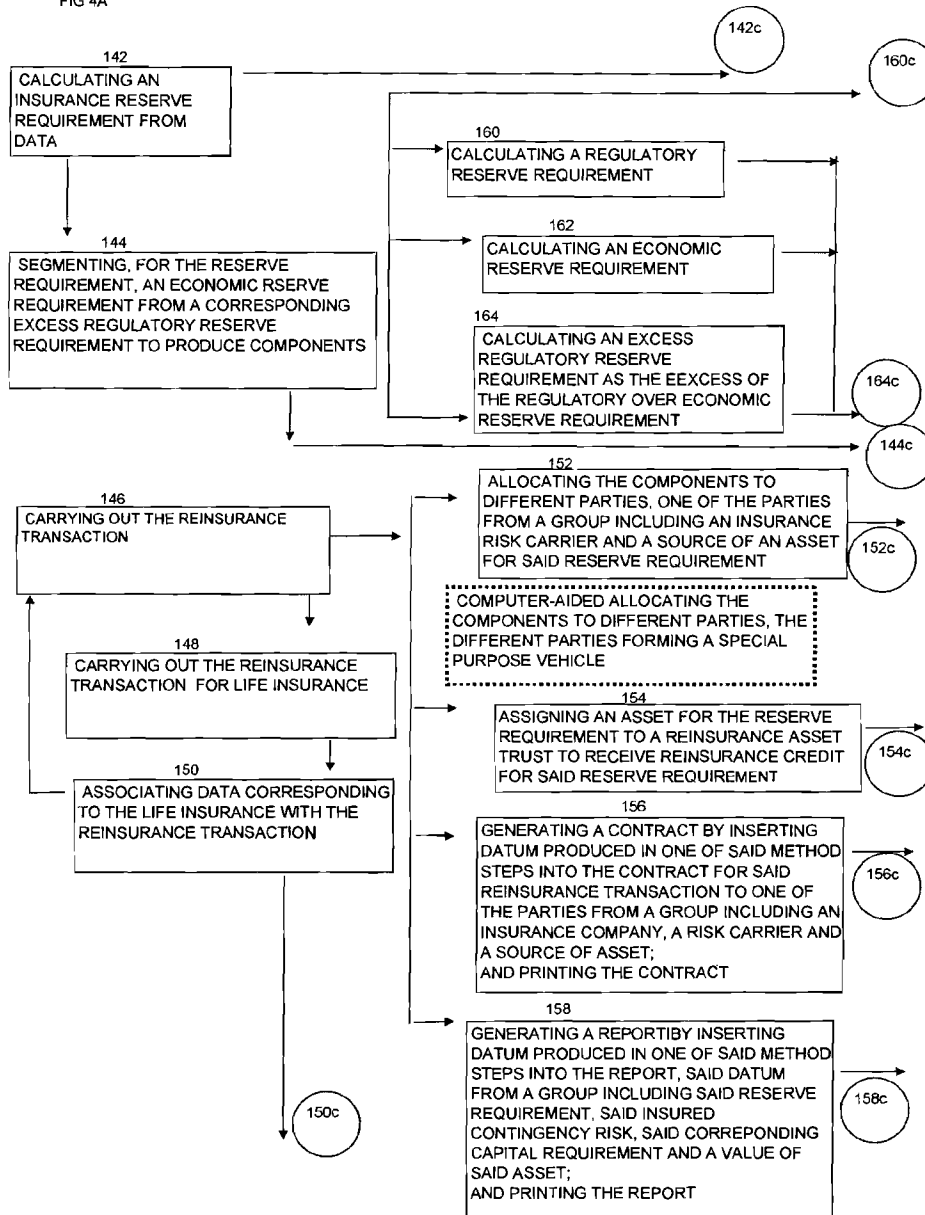 FIG 4A
142c
160c
142
CALCULATING AN
INSURANCE RESERVE
REQUIREMENT FROM
DATA
160
CALCULATING A REGULATORY
RESERVE REQUIREMENT
162
CALCULATING AN ECONOMIC
RESERVE REQUIREMENT
144
SEGMENTING, FOR THE RESERVE
REQUIREMENT, AN ECONOMIC RSERVE
REQUIREMENT FROM A CORRESPONDING
EXCESS REGULATORY RESERVE
REQUIREMENT TO PRODUCE COMPONENTS
164
CALCULATING AN EXCESS
REGULATORY RESERVE
REQUIREMENT AS THE EEXCESS OF
THE REGULATORY OVER ECONOMIC
RESERVE REQUIREMENT
164c
144c
146
CARRYING OUT THE REINSURANCE
TRANSACTION
152
ALLOCATING THE COMPONENTS TO
DIFFERENT PARTIES, ONE OF THE PARTIES
FROM A GROUP INCLUDING AN INSURANCE
RISK CARRIER AND A SOURCE OF AN ASSET
FOR SAID RESERVE REQUIREMENT
152c
COMPUTER-AIDED ALLOCATING THE
COMPONENTS TO DIFFERENT PARTIES, THE
DIFFERENT PARTIES FORMING A SPECIAL
PURPOSE VEHICLE
148
CARRYING OUT THE REINSURANCE
TRANSACTION FOR LIFE INSURANCE
154
ASSIGNING AN ASSET FOR THE RESERVE
REQUIREMENT TO A REINSURANCE ASSET
TRUST TO RECEIVE REINSURANCE CREDIT
FOR SAID RESERVE REQUIREMENT
154c
150
ASSOCIATING DATA CORRESPONDING
TO THE LIFE INSURANCE WITH THE
REINSURANCE TRANSACTION
156
GENERATING A CONTRACT BY INSERTING
DATUM PRODUCED IN ONE OF SAID METHOD
STEPS INTO THE CONTRACT FOR SAID
REINSURANCE TRANSACTION TO ONE OF
THE PARTIES FROM A GROUP INCLUDING AN
INSURANCE COMPANY, A RISK CARRIER AND
A SOURCE OF ASSET;
AND PRINTING THE CONTRACT
156c
158
GENERATING A REPORTIBY INSERTING
DATUM PRODUCED IN ONE OF SAID METHOD
STEPS INTO THE REPORT, SAID DATUM
FROM A GROUP INCLUDING SAID RESERVE
REQUIREMENT, SAID INSURED
CONTINGENCY RISK, SAID CORREPONDING
CAPITAL REQUIREMENT AND A VALUE OF
SAID ASSET;
AND PRINTING THE REPORT
158c
150c